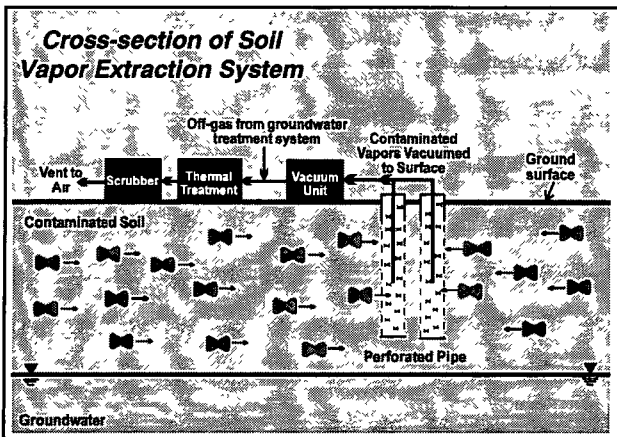 Cross-section of Soil
Vapor Extraction System
Off-gas from groundwater
treatment system
Contaminated
Vapors Vacuumed
to Surface
Ground
surface
Vent to
Air
Scrubber
Thermal
Treatment
Vacuum
Unit
Contaminated Soil
Perforated Pipe
Groundwater